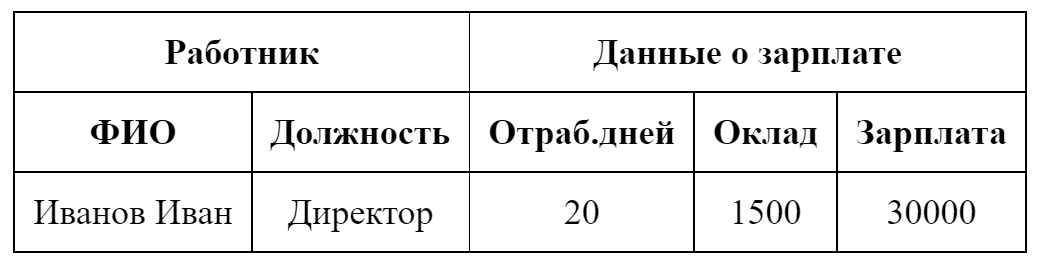 Работник Данные о зарплате
ФИО Должность Отраб.дней Оклад Зарплата
Иванов Иван Директор 20 1500 30000